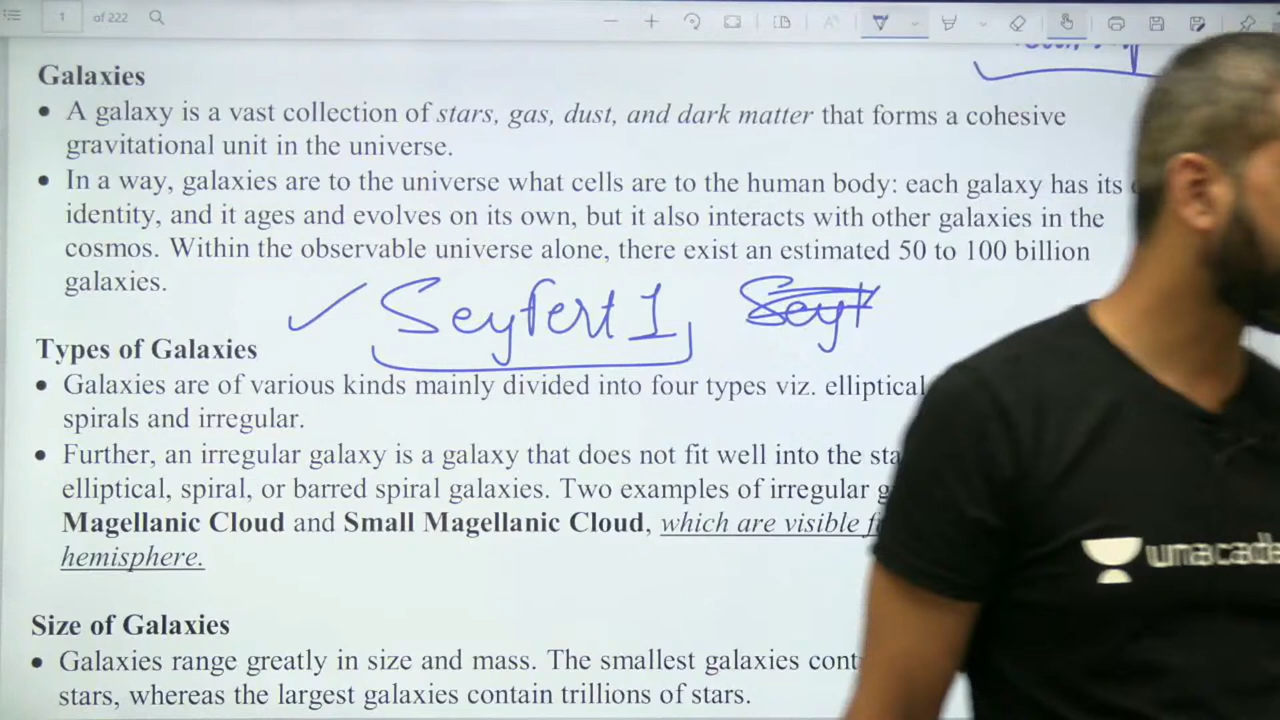 1 of 222
Galaxies
• A galaxy is a vast collection of stars, gas, dust, and dark matter that forms a cohesive
gravitational unit in the universe.
• In a way, galaxies are to the universe what cells are to the human body: each galaxy has its
identity, and it ages and evolves on its own, but it also interacts with other galaxies in the
cosmos. Within the observable universe alone, there exist an estimated 50 to 100 billion
galaxies.
Seyfert 1
Types of Galaxies
• Galaxies are of various kinds mainly divided into four types viz. elliptical
spirals and irregular.
• Further, an irregular galaxy is a galaxy that does not fit well into the
elliptical, spiral, or barred spiral galaxies. Two examples of irregular
Magellanic Cloud and Small Magellanic Cloud, which are visible
hemisphere.
Size of Galaxies
• Galaxies range greatly in size and mass. The smallest galaxies
stars, whereas the largest galaxies contain trillions of stars.